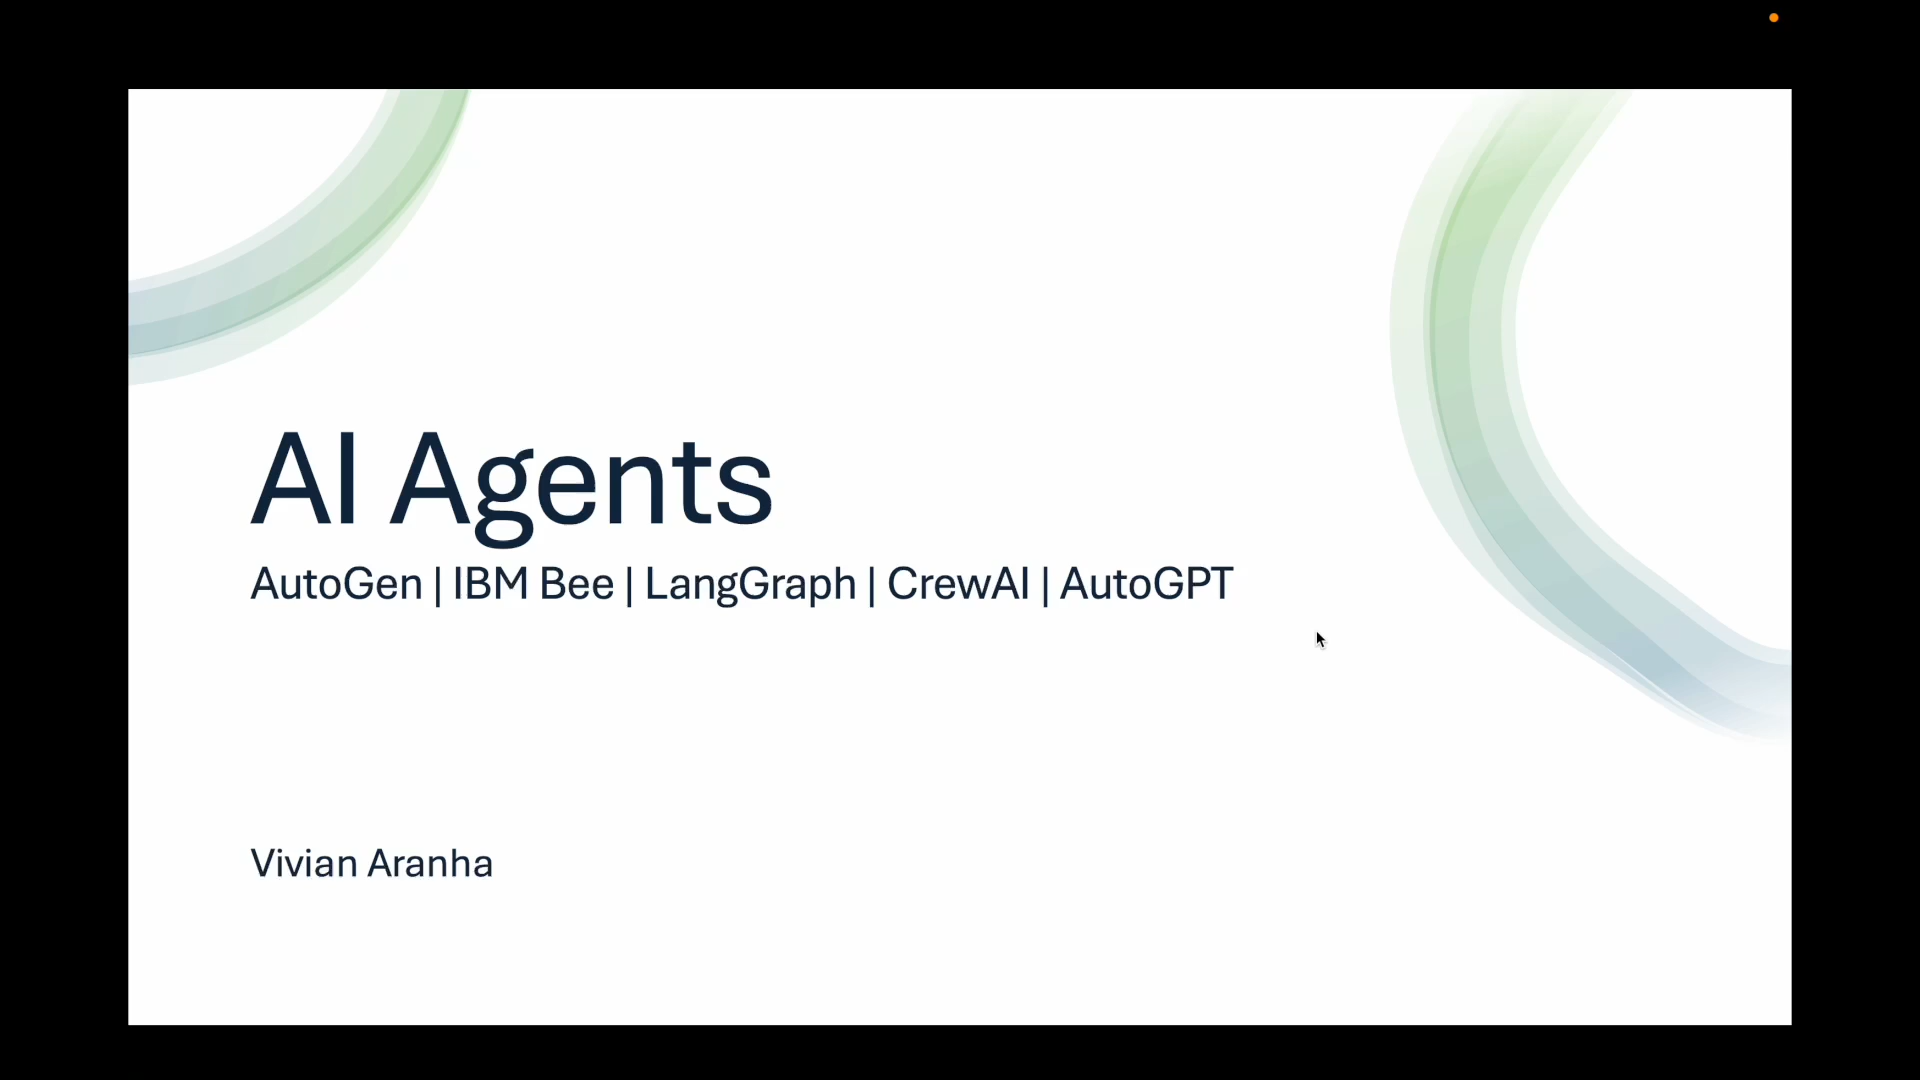 AI Agents
AutoGen | IBM Bee | LangGraph | CrewAI | AutoGPT
Vivian Aranha